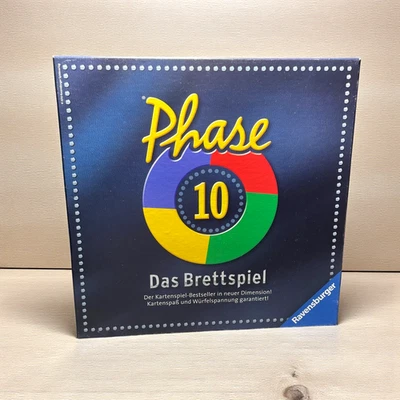 Phase
10
Das Brettspiel
Der Kartenspiel-Bestseller in neuer Dimension!
Kartenspaß und Würfelspannung garantiert!
Ravensburger